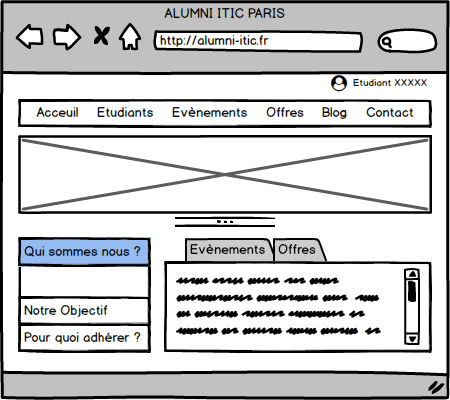 ALUMNI ITIC PARIS
http://alumni-itic.fr
Etudiant XXXXX
Acceuil Etudiants Evènements Offres Blog Contact
Qui sommes nous ?
Evènements Offres
Notre Objectif
Pour quoi adhérer ?